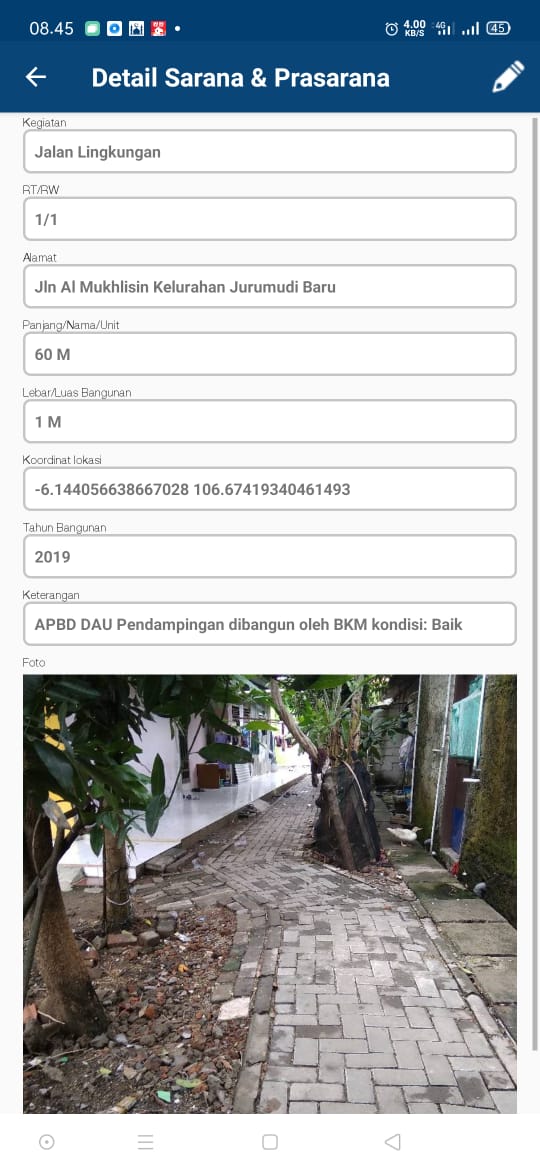 08.45
4.00
KB/S
4G
45
Detail Sarana & Prasarana
Kegiatan
Jalan Lingkungan
RT/RW
1/1
Alamat
Jln Al Mukhlisin Kelurahan Jurumudi Baru
Panjang/Nama/Unit
60 M
Lebar/Luas Bangunan
1 M
Koordinat lokasi
-6.144056638667028 106.67419340461493
Tahun Bangunan
2019
Keterangan
APBD DAU Pendampingan dibangun oleh BKM kondisi: Baik
Foto